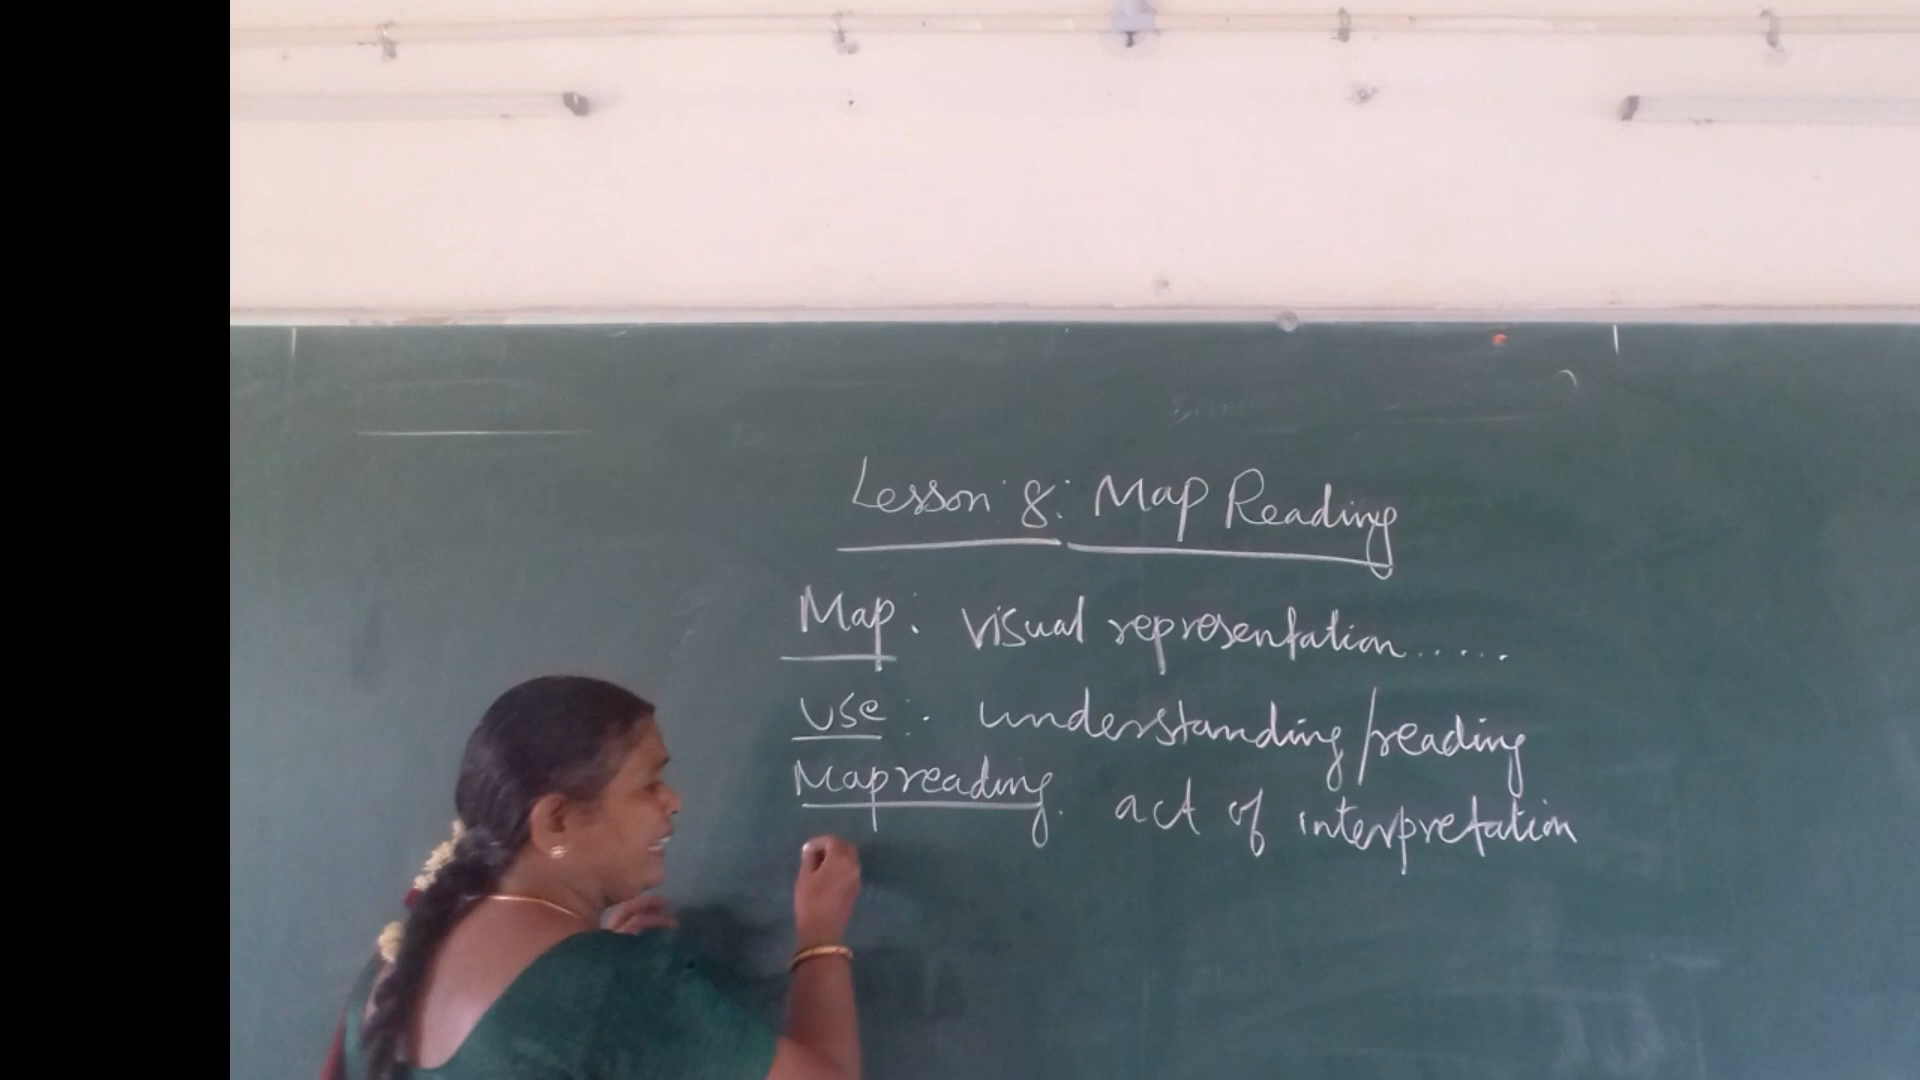 Lesson 8: Map Reading
Map: Visual representation......
Use: understanding/reading
Mapreading: act of interpretation